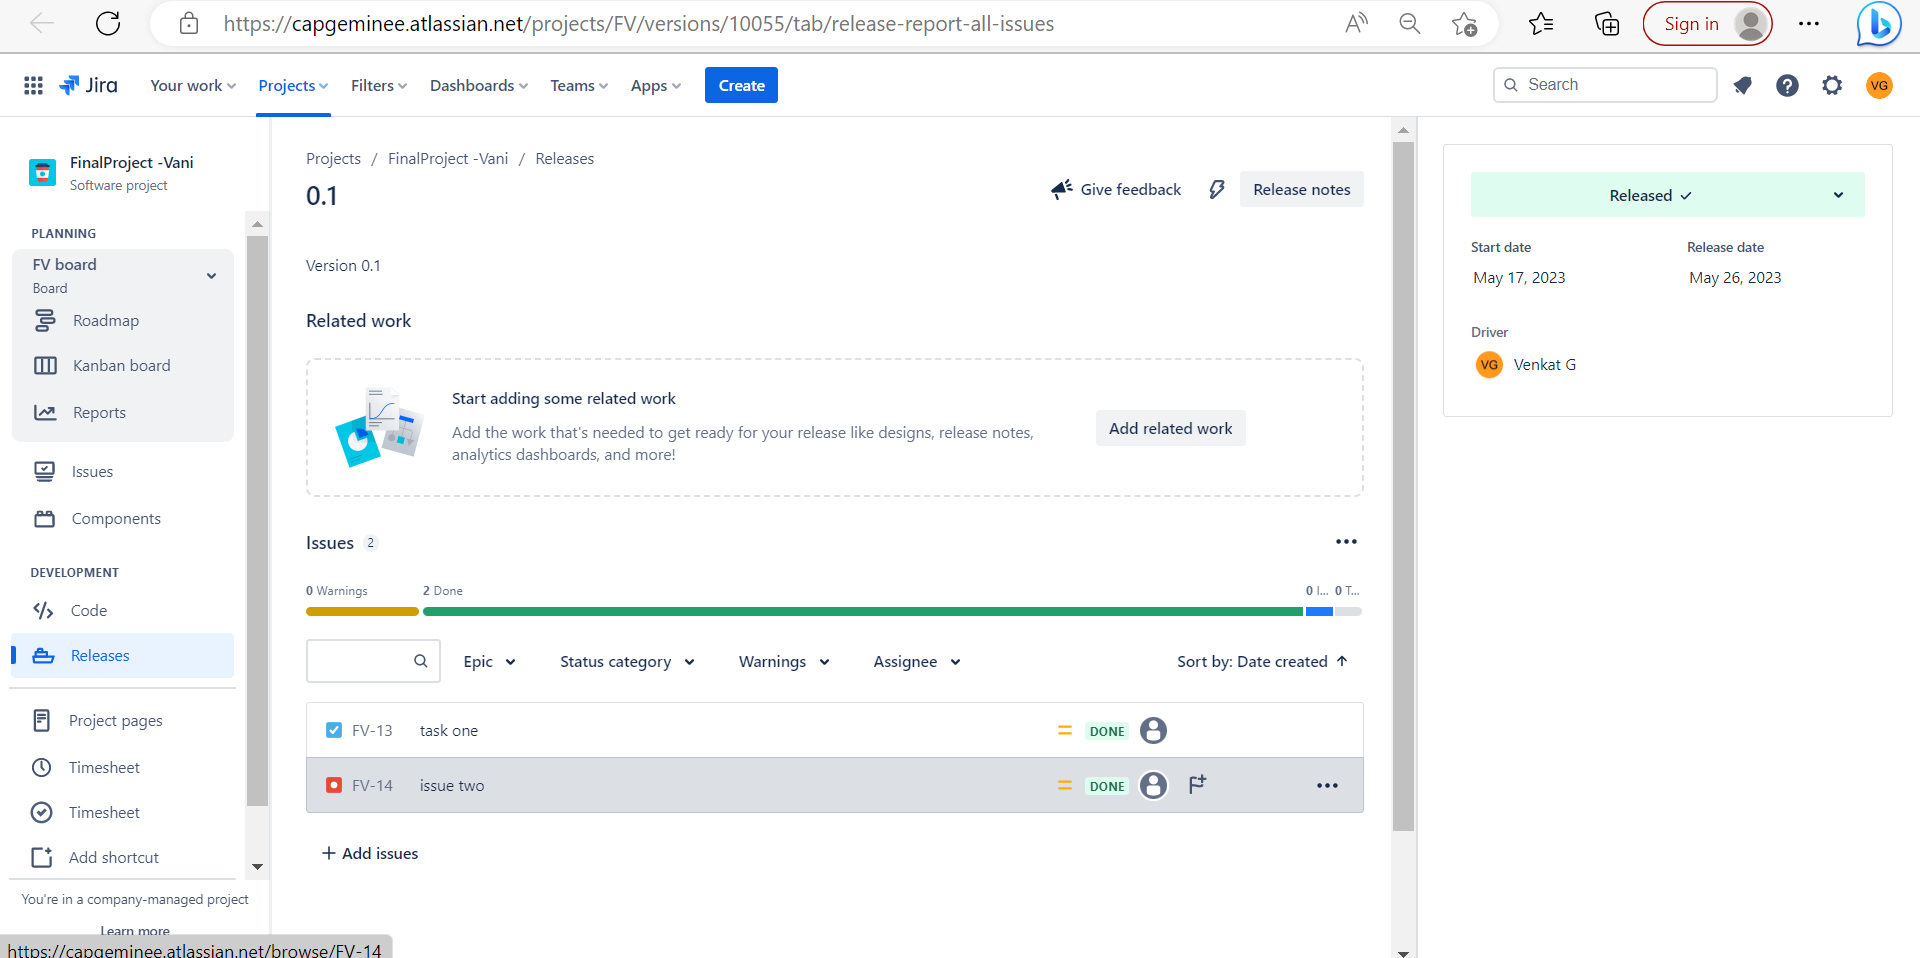 https://capgeminee.atlassian.net/projects/FV/versions/10055/tab/release-report-all-issues
Sign in
Jira
Your work
Projects
Filters
Dashboards
Teams
Apps
Create
Search
VG
FinalProject -Vani
Software project
PLANNING
FV board
Board
Roadmap
Kanban board
Reports
Issues
Components
DEVELOPMENT
Code
Releases
Project pages
Timesheet
Timesheet
Add shortcut
You're in a company-managed project
Learn more
https://capgeminee.atlassian.net/browse/FV-14
Projects / FinalProject -Vani / Releases
0.1
Give feedback
Release notes
Version 0.1
Related work
Start adding some related work
Add the work that's needed to get ready for your release like designs, release notes,
analytics dashboards, and more!
Add related work
Issues 2
0 Warnings
2 Done
0 I...
0 T...
Epic
Status category
Warnings
Assignee
Sort by: Date created
FV-13 task one DONE
FV-14 issue two DONE
+ Add issues
Released
Start date
Release date
May 17, 2023
May 26, 2023
Driver
VG Venkat G